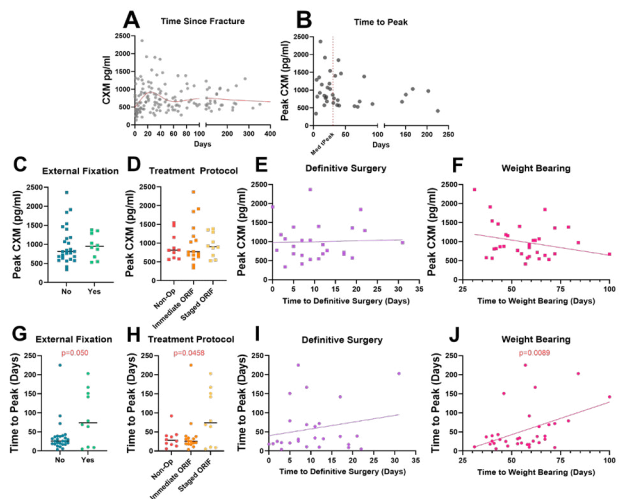 A
Time Since Fracture
CXM pg/ml)
2500
2000
1500
1000
500
0
0 20 40 60 80 100 200 300 400
Days
B
Time to Peak
Peak CXM pg/ml)
2500
2000
1500
1000
500
0
0 50 100 150 200 250
Med tPeak
Days
C
External Fixation
Peak CXM (pg/ml)
2500
2000
1500
1000
500
0
No Yes
D
Treatment Protocol
Peak CXM (pg/ml)
2500
2000
1500
1000
500
0
Non-Op
Immediate ORIF
Staged ORIF
E
Definitive Surgery
Peak CXM (pg/ml)
2500
2000
1500
1000
500
0
0 5 10 15 20 25 30 35
Time to Definitive Surgery (Days)
F
Weight Bearing
Peak CXM (pg/ml)
2500
2000
1500
1000
500
0
30 40 50 60 70 80 90 100
Time to Weight Bearing (Days)
G
External Fixation
p=0.050
Time to Peak (Days)
250
200
150
100
50
0
No Yes
H
Treatment Protocol
p=0.0458
Time to Peak (Days)
250
200
150
100
50
0
Non-Op
Immediate ORIF
Staged ORIF
I
Definitive Surgery
Time to Peak (Days)
250
200
150
100
50
0
0 5 10 15 20 25 30 35
Time to Definitive Surgery (Days)
J
Weight Bearing
p=0.0089
Time to Peak (Days)
250
200
150
100
50
0
30 40 50 60 70 80 90 100
Time to Weight Bearing (Days)